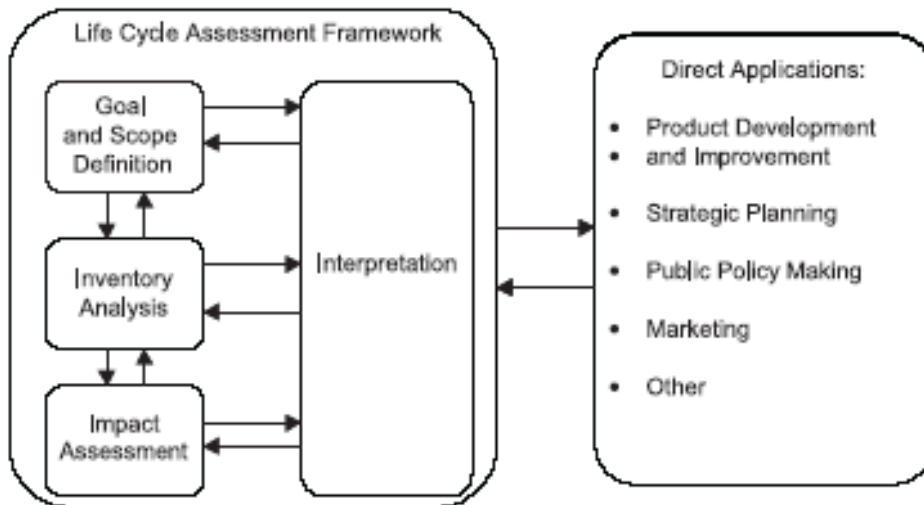 Life Cycle Assessment Framework
Goal
and Scope
Definition
Inventory
Analysis
Impact
Assessment
Interpretation
Direct Applications:
• Product Development
• and Improvement
• Strategic Planning
• Public Policy Making
• Marketing
• Other